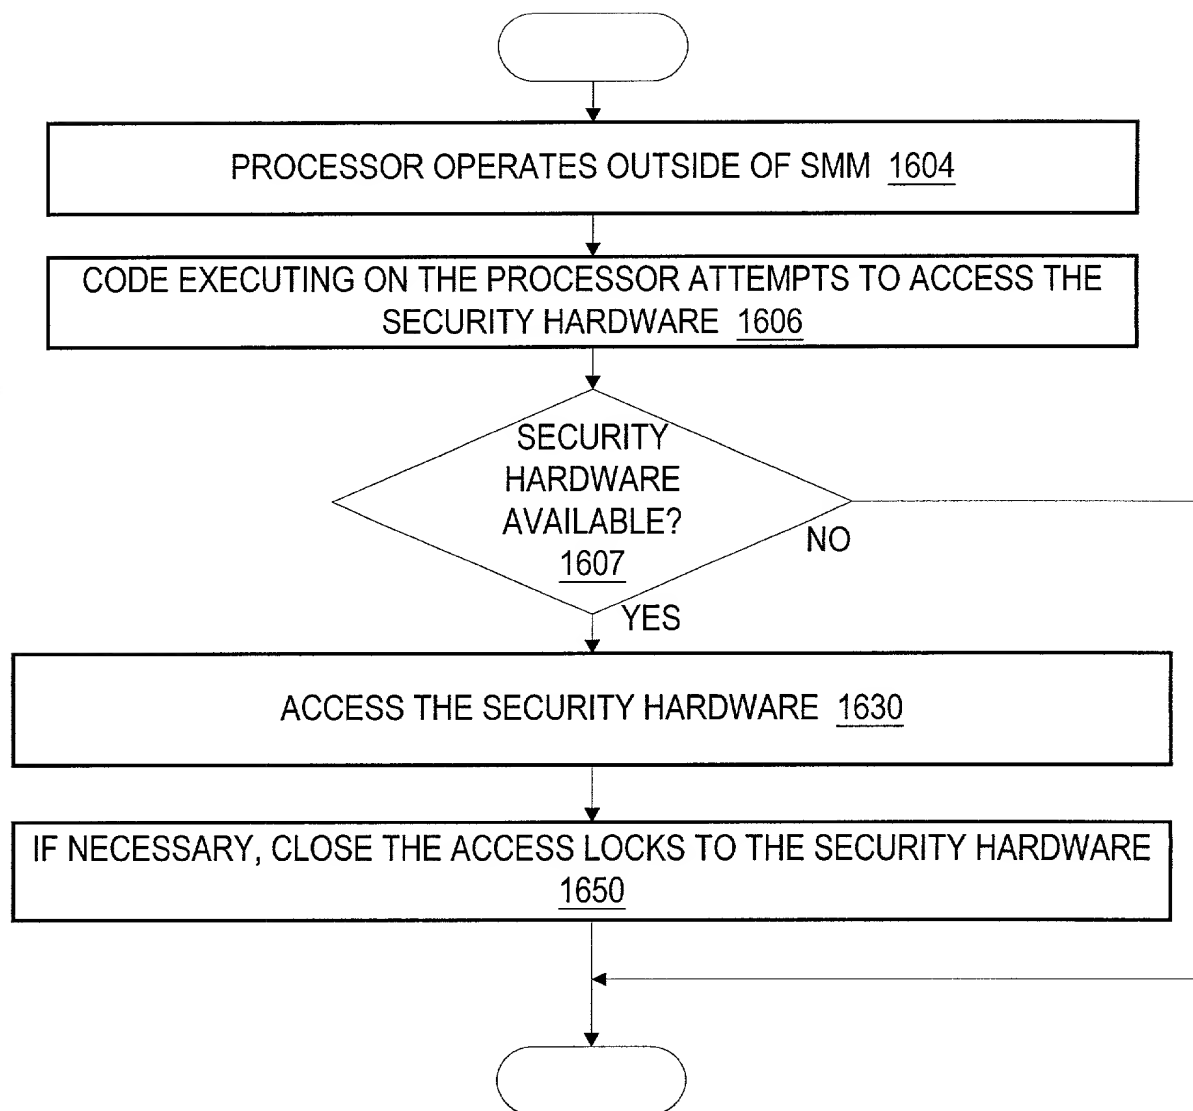 PROCESSOR OPERATES OUTSIDE OF SMM 1604
CODE EXECUTING ON THE PROCESSOR ATTEMPTS TO ACCESS THE
SECURITY HARDWARE 1606
SECURITY
HARDWARE
AVAILABLE?
1607
NO
YES
ACCESS THE SECURITY HARDWARE 1630
IF NECESSARY, CLOSE THE ACCESS LOCKS TO THE SECURITY HARDWARE
1650